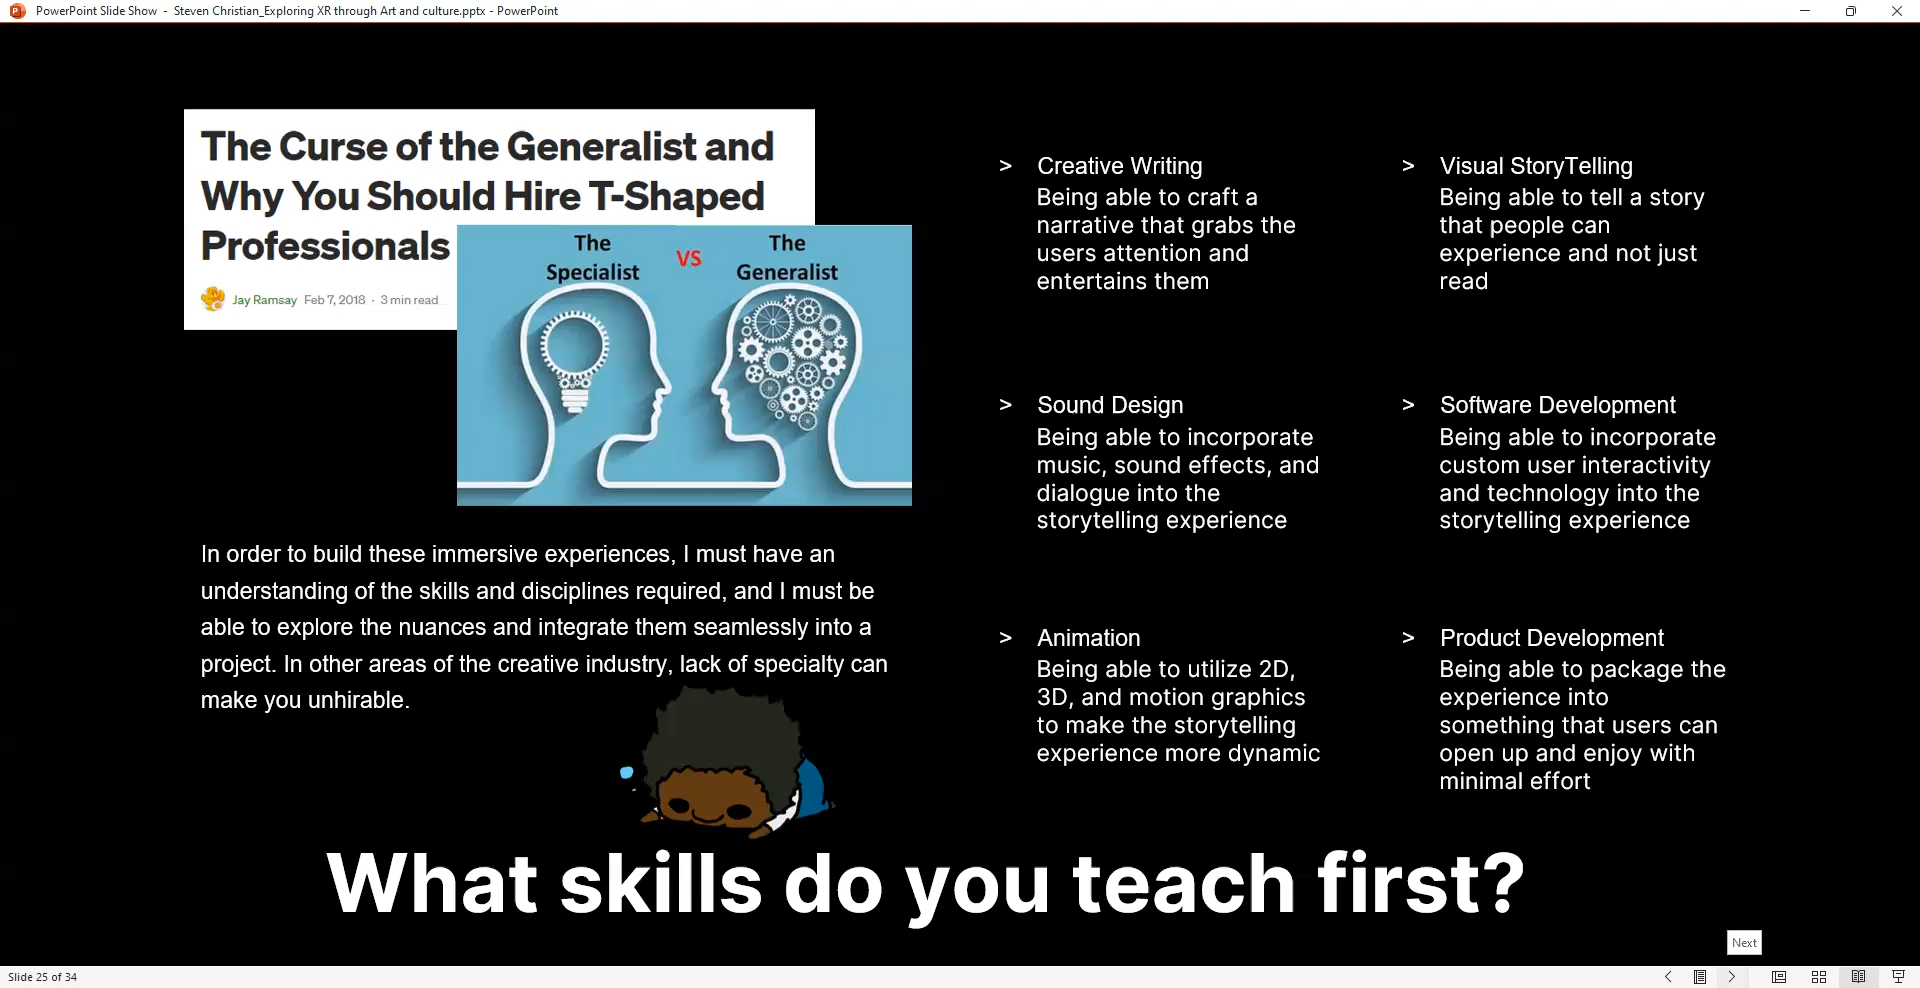 PowerPoint Slide Show - Steven Christian_Exploring XR through Art and culture.pptx - PowerPoint
The Curse of the Generalist and
Why You Should Hire T-Shaped
Professionals
Jay Ramsay Feb 7, 2018 · 3 min read
The
Specialist
VS
The
Generalist
In order to build these immersive experiences, I must have an
understanding of the skills and disciplines required, and I must be
able to explore the nuances and integrate them seamlessly into a
project. In other areas of the creative industry, lack of specialty can
make you unhirable.
> Creative Writing
Being able to craft a
narrative that grabs the
users attention and
entertains them
> Visual StoryTelling
Being able to tell a story
that people can
experience and not just
read
> Sound Design
Being able to incorporate
music, sound effects, and
dialogue into the
storytelling experience
> Software Development
Being able to incorporate
custom user interactivity
and technology into the
storytelling experience
> Animation
Being able to utilize 2D,
3D, and motion graphics
to make the storytelling
experience more dynamic
> Product Development
Being able to package the
experience into
something that users can
open up and enjoy with
minimal effort
What skills do you teach first?
Next
Slide 25 of 34